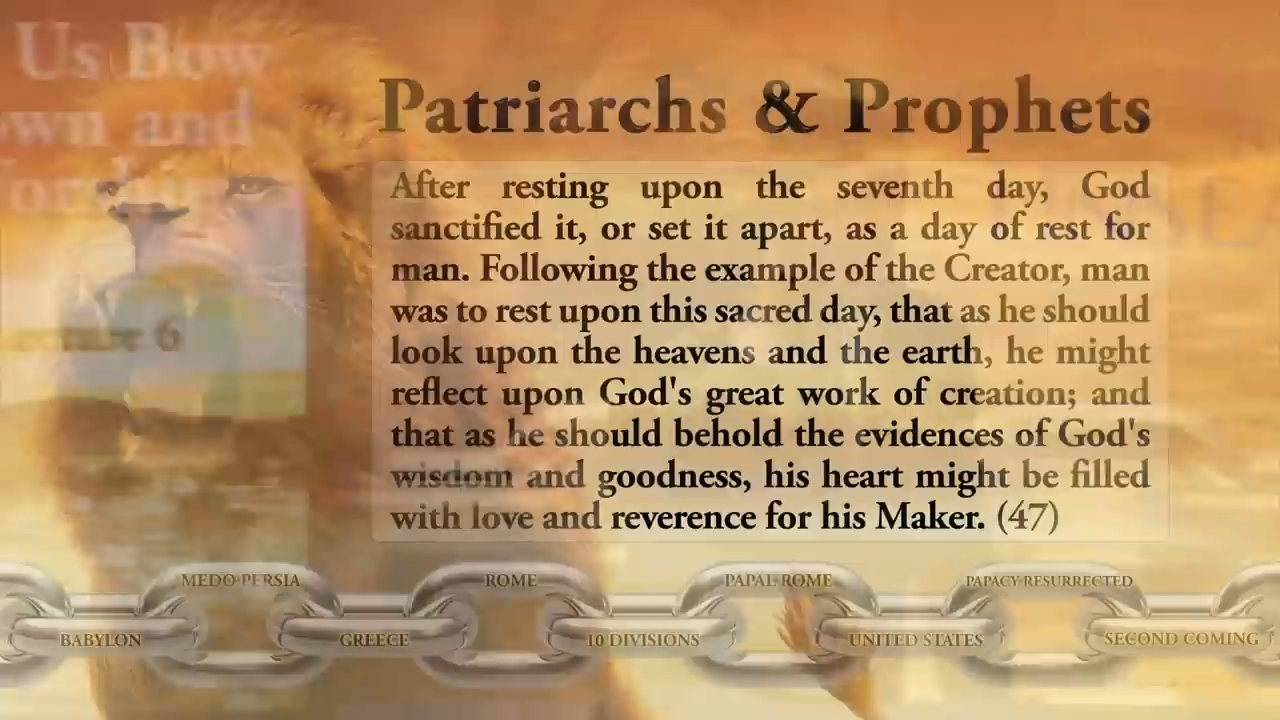 Us Bow
and
6
Patriarchs & Prophets
After resting upon the seventh day, God
sanctified it, or set it apart, as a day of rest for
man. Following the example of the Creator, man
was to rest upon this sacred day, that as he should
look upon the heavens and the earth, he might
reflect upon God's great work of creation; and
that as he should behold the evidences of God's
wisdom and goodness, his heart might be filled
with love and reverence for his Maker. (47)
MEDO-PERSIA ROME PAPAL ROME PAPACY RESURRECTED
BABYLON GREECE 10 DIVISIONS UNITED STATES SECOND COMING